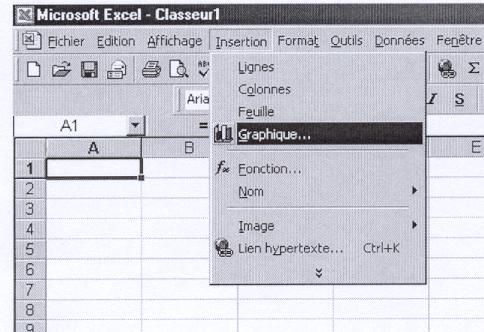 Microsoft Excel - Classeur1
Fichier Edition Affichage Insertion Format Outils Données Fenêtre
Σ
Aria
I S
A1 =
Lignes
Colonnes
Feuille
Graphique...
Fonction...
Nom
Image
Lien hypertexte... Ctrl+K
A B E
1
2
3
4
5
6
7
8
9